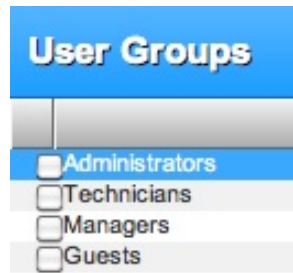 User Groups
Administrators
Technicians
Managers
Guests